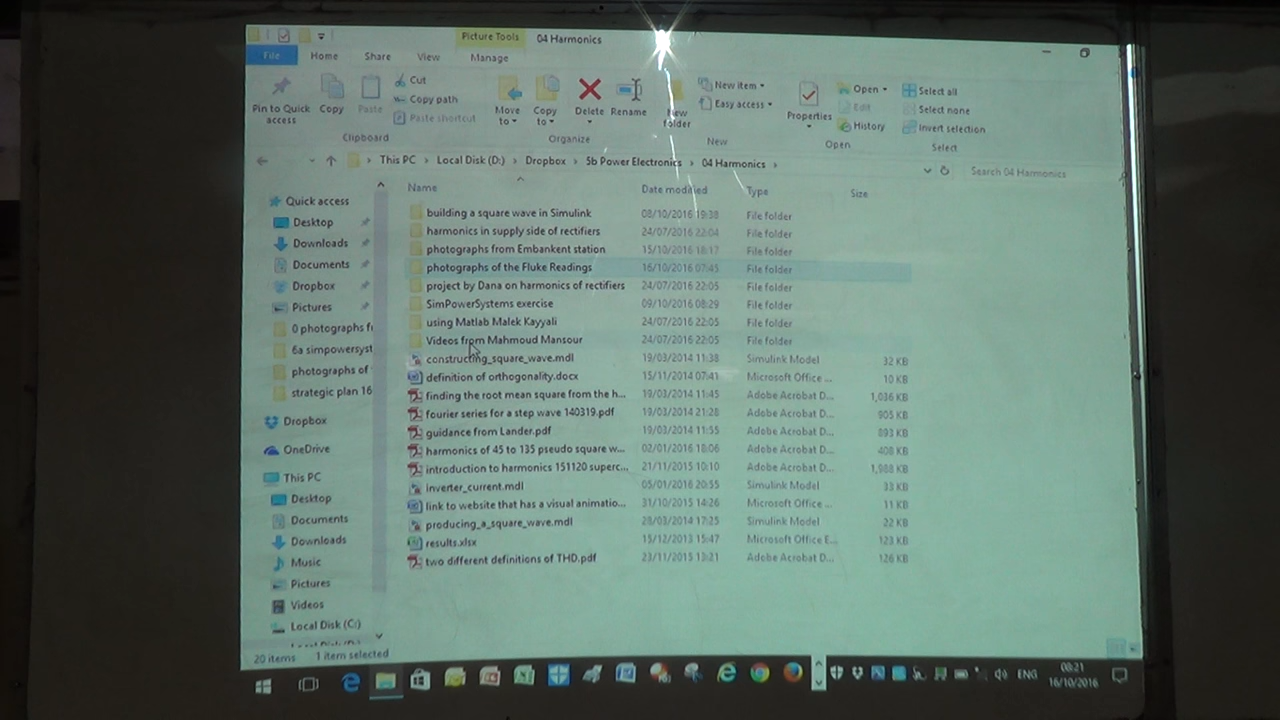 Picture Tools 04 Harmonics
File Home Share View Manage
Pin to Quick access
Copy
Paste
Cut
Copy path
Paste shortcut
Clipboard
Move to
Copy to
Delete
Rename
Organize
New folder
New item
Easy access
New
Properties
Open
Edit
History
Open
Select all
Select none
Invert selection
Select
This PC > Local Disk (D:) > Dropbox > 5b Power Electronics > 04 Harmonics >
Search 04 Harmonics
Name Date modified Type Size
building a square wave in Simulink 08/10/2016 19:38 File folder
harmonics in supply side of rectifiers 24/07/2016 22:04 File folder
photographs from Embankent station 15/10/2016 18:17 File folder
photographs of the Fluke Readings 16/10/2016 07:45 File folder
project by Dana on harmonics of rectifiers 24/07/2016 22:05 File folder
SimPowerSystems exercise 09/10/2016 08:29 File folder
using Matlab Malek Kayyali 24/07/2016 22:05 File folder
Videos from Mahmoud Mansour 24/07/2016 22:05 File folder
constructing_square_wave.mdl 19/03/2014 11:38 Simulink Model 32 KB
definition of orthogonality.docx 15/11/2014 07:41 Microsoft Office ... 10 KB
finding the root mean square from the h... 19/03/2014 11:45 Adobe Acrobat D... 1,036 KB
fourier series for a step wave 140319.pdf 19/03/2014 21:28 Adobe Acrobat D... 905 KB
guidance from Lander.pdf 19/03/2014 11:55 Adobe Acrobat D... 893 KB
harmonics of 45 to 135 pseudo square w... 02/01/2016 18:06 Adobe Acrobat D... 408 KB
introduction to harmonics 151120 superc... 21/11/2015 10:10 Adobe Acrobat D... 1,988 KB
inverter_current.mdl 05/01/2016 20:55 Simulink Model 33 KB
link to website that has a visual animatio... 31/10/2015 14:26 Microsoft Office ... 11 KB
producing_a_square_wave.mdl 28/03/2014 17:25 Simulink Model 22 KB
results.xlsx 15/12/2013 15:47 Microsoft Office E... 123 KB
two different definitions of THD.pdf 23/11/2015 13:21 Adobe Acrobat D... 126 KB
Quick access
Desktop
Downloads
Documents
Dropbox
Pictures
0 photographs f
6a simpowersyst
photographs of
strategic plan 16
Dropbox
OneDrive
This PC
Desktop
Documents
Downloads
Music
Pictures
Videos
Local Disk (C:)
20 items 1 item selected
ENG
08:21
16/10/2016